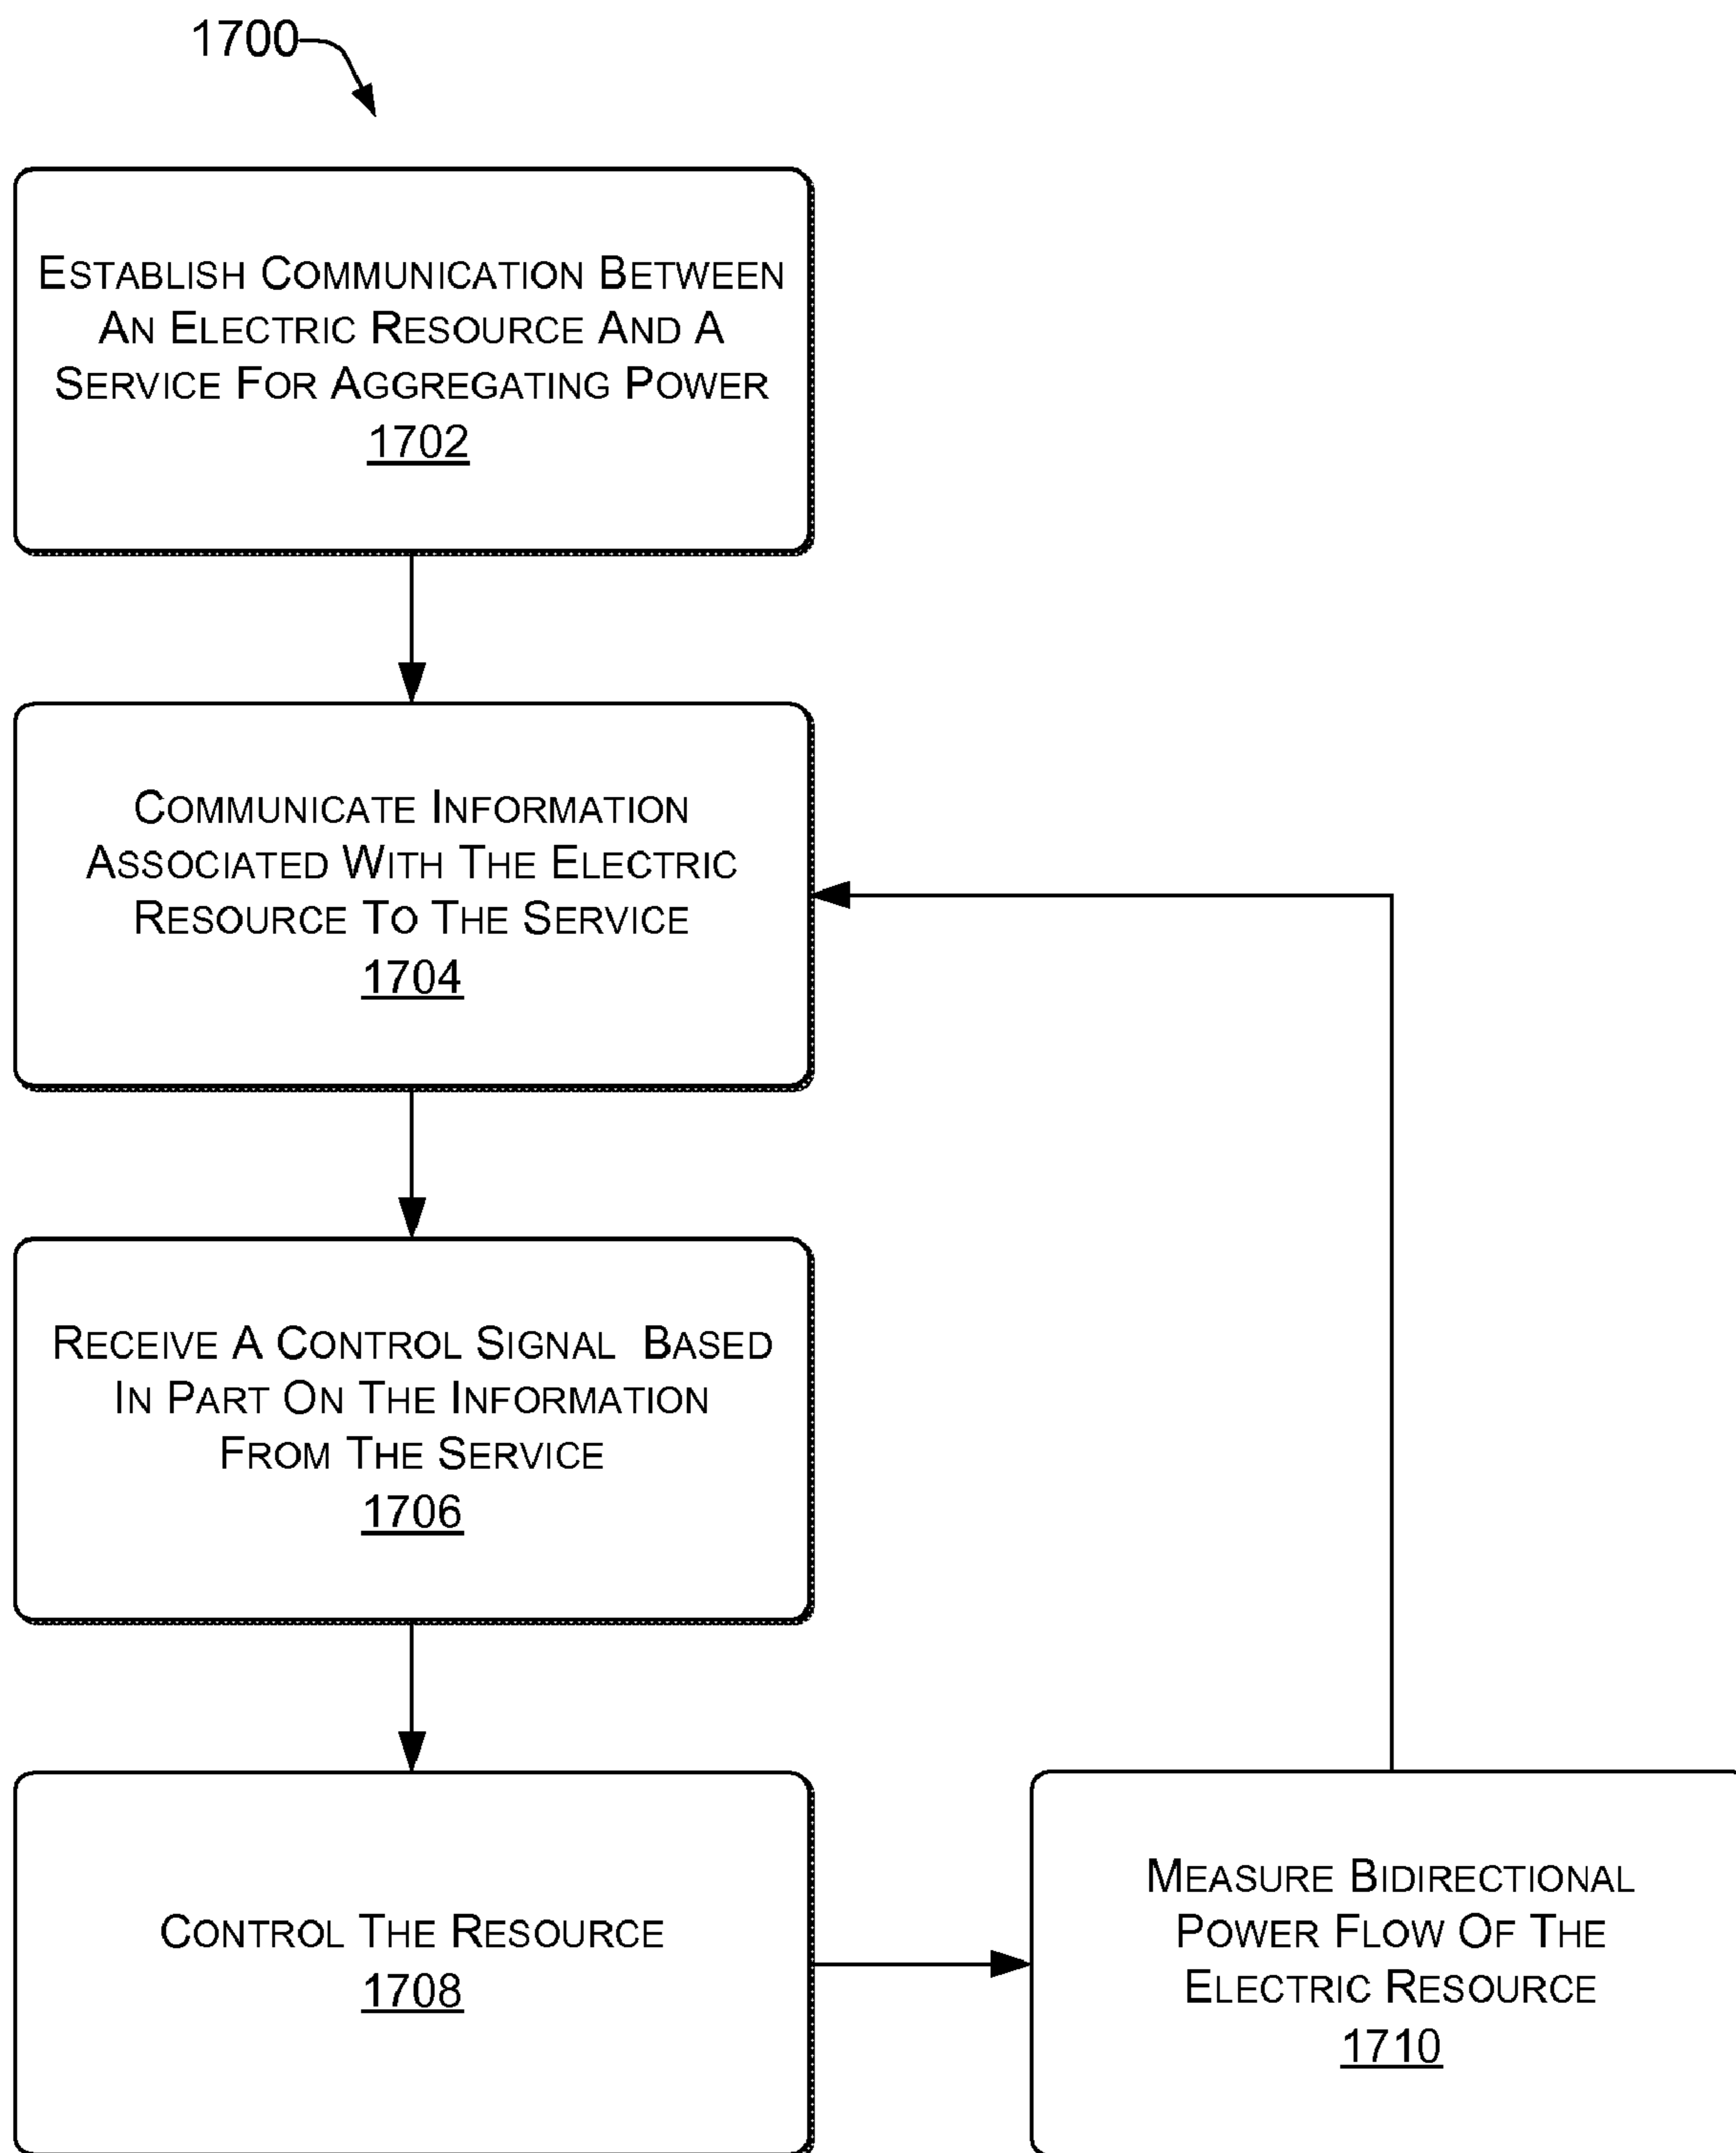 1700
ESTABLISH COMMUNICATION BETWEEN
AN ELECTRIC RESOURCE AND A
SERVICE FOR AGGREGATING POWER
1702
COMMUNICATE INFORMATION
ASSOCIATED WITH THE ELECTRIC
RESOURCE TO THE SERVICE
1704
RECEIVE A CONTROL SIGNAL BASED
IN PART ON THE INFORMATION
FROM THE SERVICE
1706
CONTROL THE RESOURCE
1708
MEASURE BIDIRECTIONAL
POWER FLOW OF THE
ELECTRIC RESOURCE
1710